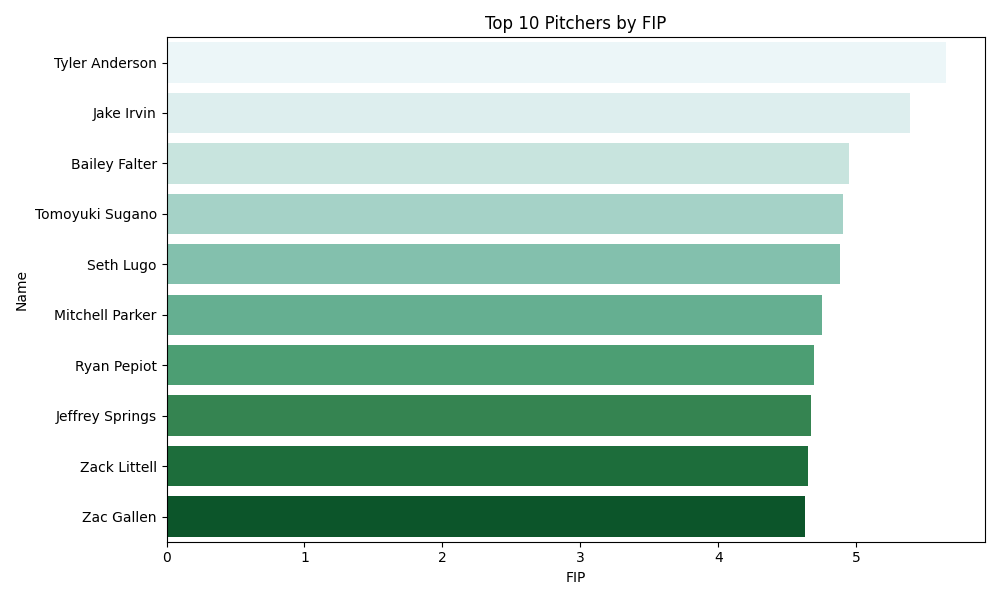 Top 10 Pitchers by FIP
Name
Tyler Anderson
Jake Irvin
Bailey Falter
Tomoyuki Sugano
Seth Lugo
Mitchell Parker
Ryan Pepiot
Jeffrey Springs
Zack Littell
Zac Gallen
0 1 2 3 4 5
FIP